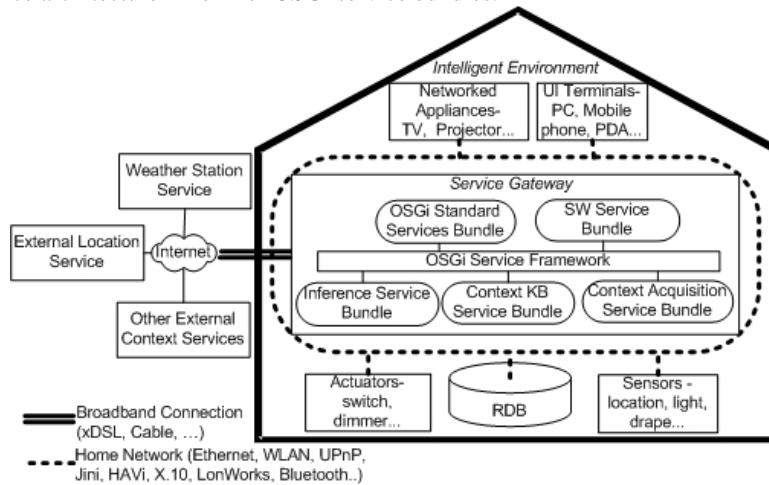 Intelligent Environment
Networked
Appliances-
TV, Projector...
UI Terminals-
PC, Mobile
phone, PDA...
Weather Station
Service
External Location
Service
Internet
Other External
Context Services
Service Gateway
OSGi Standard
Services Bundle
SW Service
Bundle
OSGi Service Framework
Inference Service
Bundle
Context KB
Service Bundle
Context Acquisition
Service Bundle
Actuators-
switch,
dimmer...
RDB
Sensors -
location, light,
drape...
Broadband Connection
(xDSL, Cable, …)
Home Network (Ethernet, WLAN, UPnP,
Jini, HAVi, X.10, LonWorks, Bluetooth..)